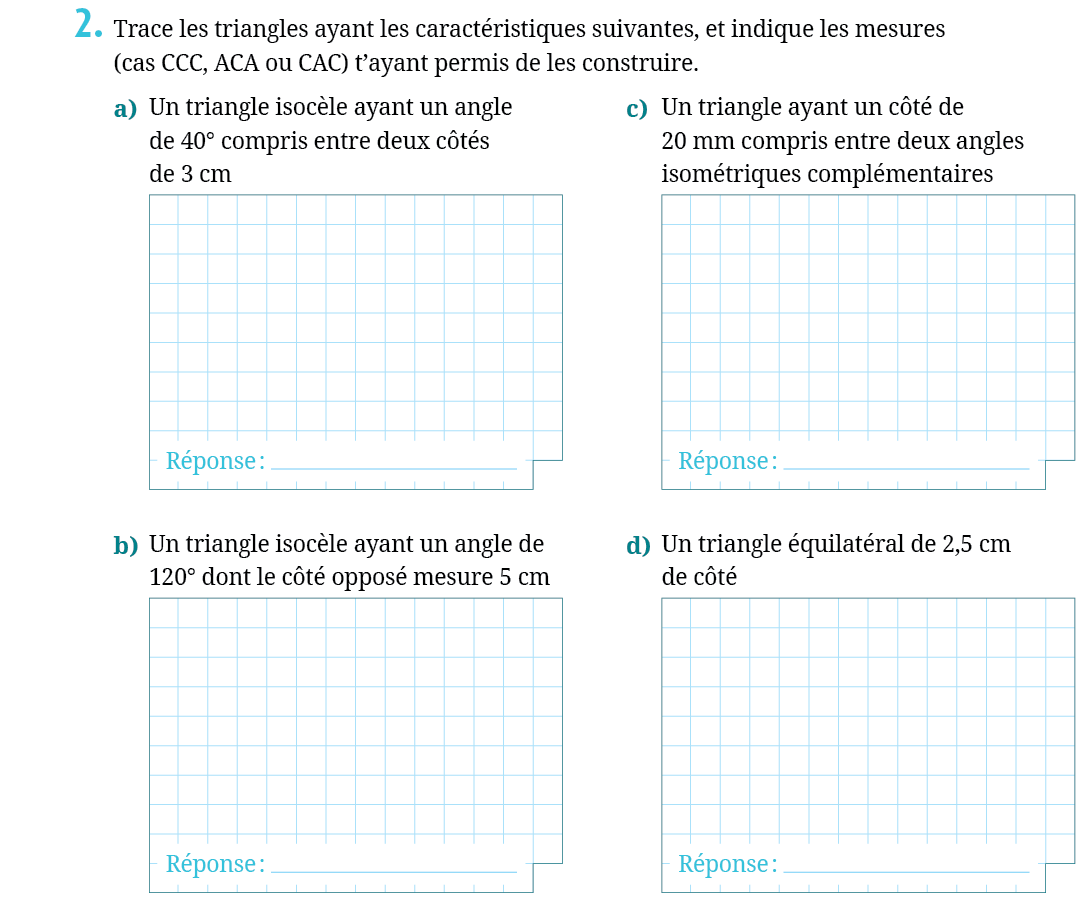 2. Trace les triangles ayant les caractéristiques suivantes, et indique les mesures
(cas CCC, ACA ou CAC) t’ayant permis de les construire.
a) Un triangle isocèle ayant un angle
de 40° compris entre deux côtés
de 3 cm
Réponse :
c) Un triangle ayant un côté de
20 mm compris entre deux angles
isométriques complémentaires
Réponse :
b) Un triangle isocèle ayant un angle de
120° dont le côté opposé mesure 5 cm
Réponse :
d) Un triangle équilatéral de 2,5 cm
de côté
Réponse :